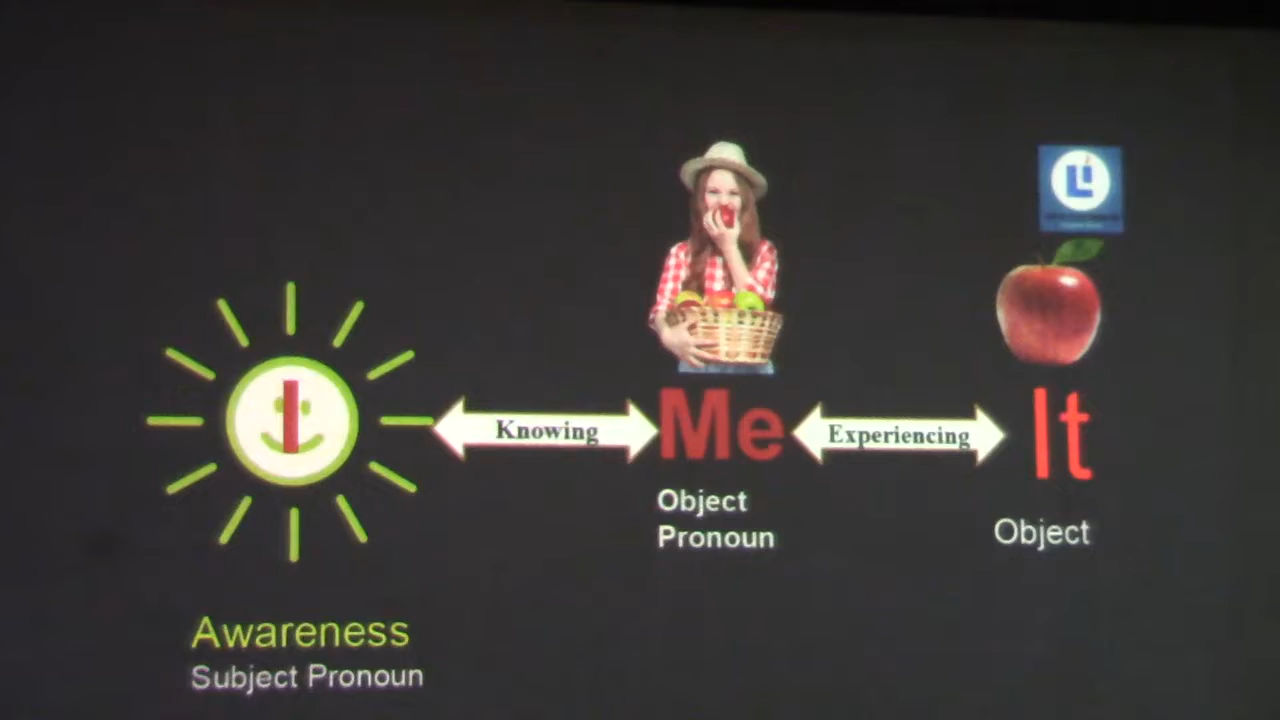 I
Knowing
Me
Experiencing
It
Object
Pronoun
Object
Awareness
Subject Pronoun